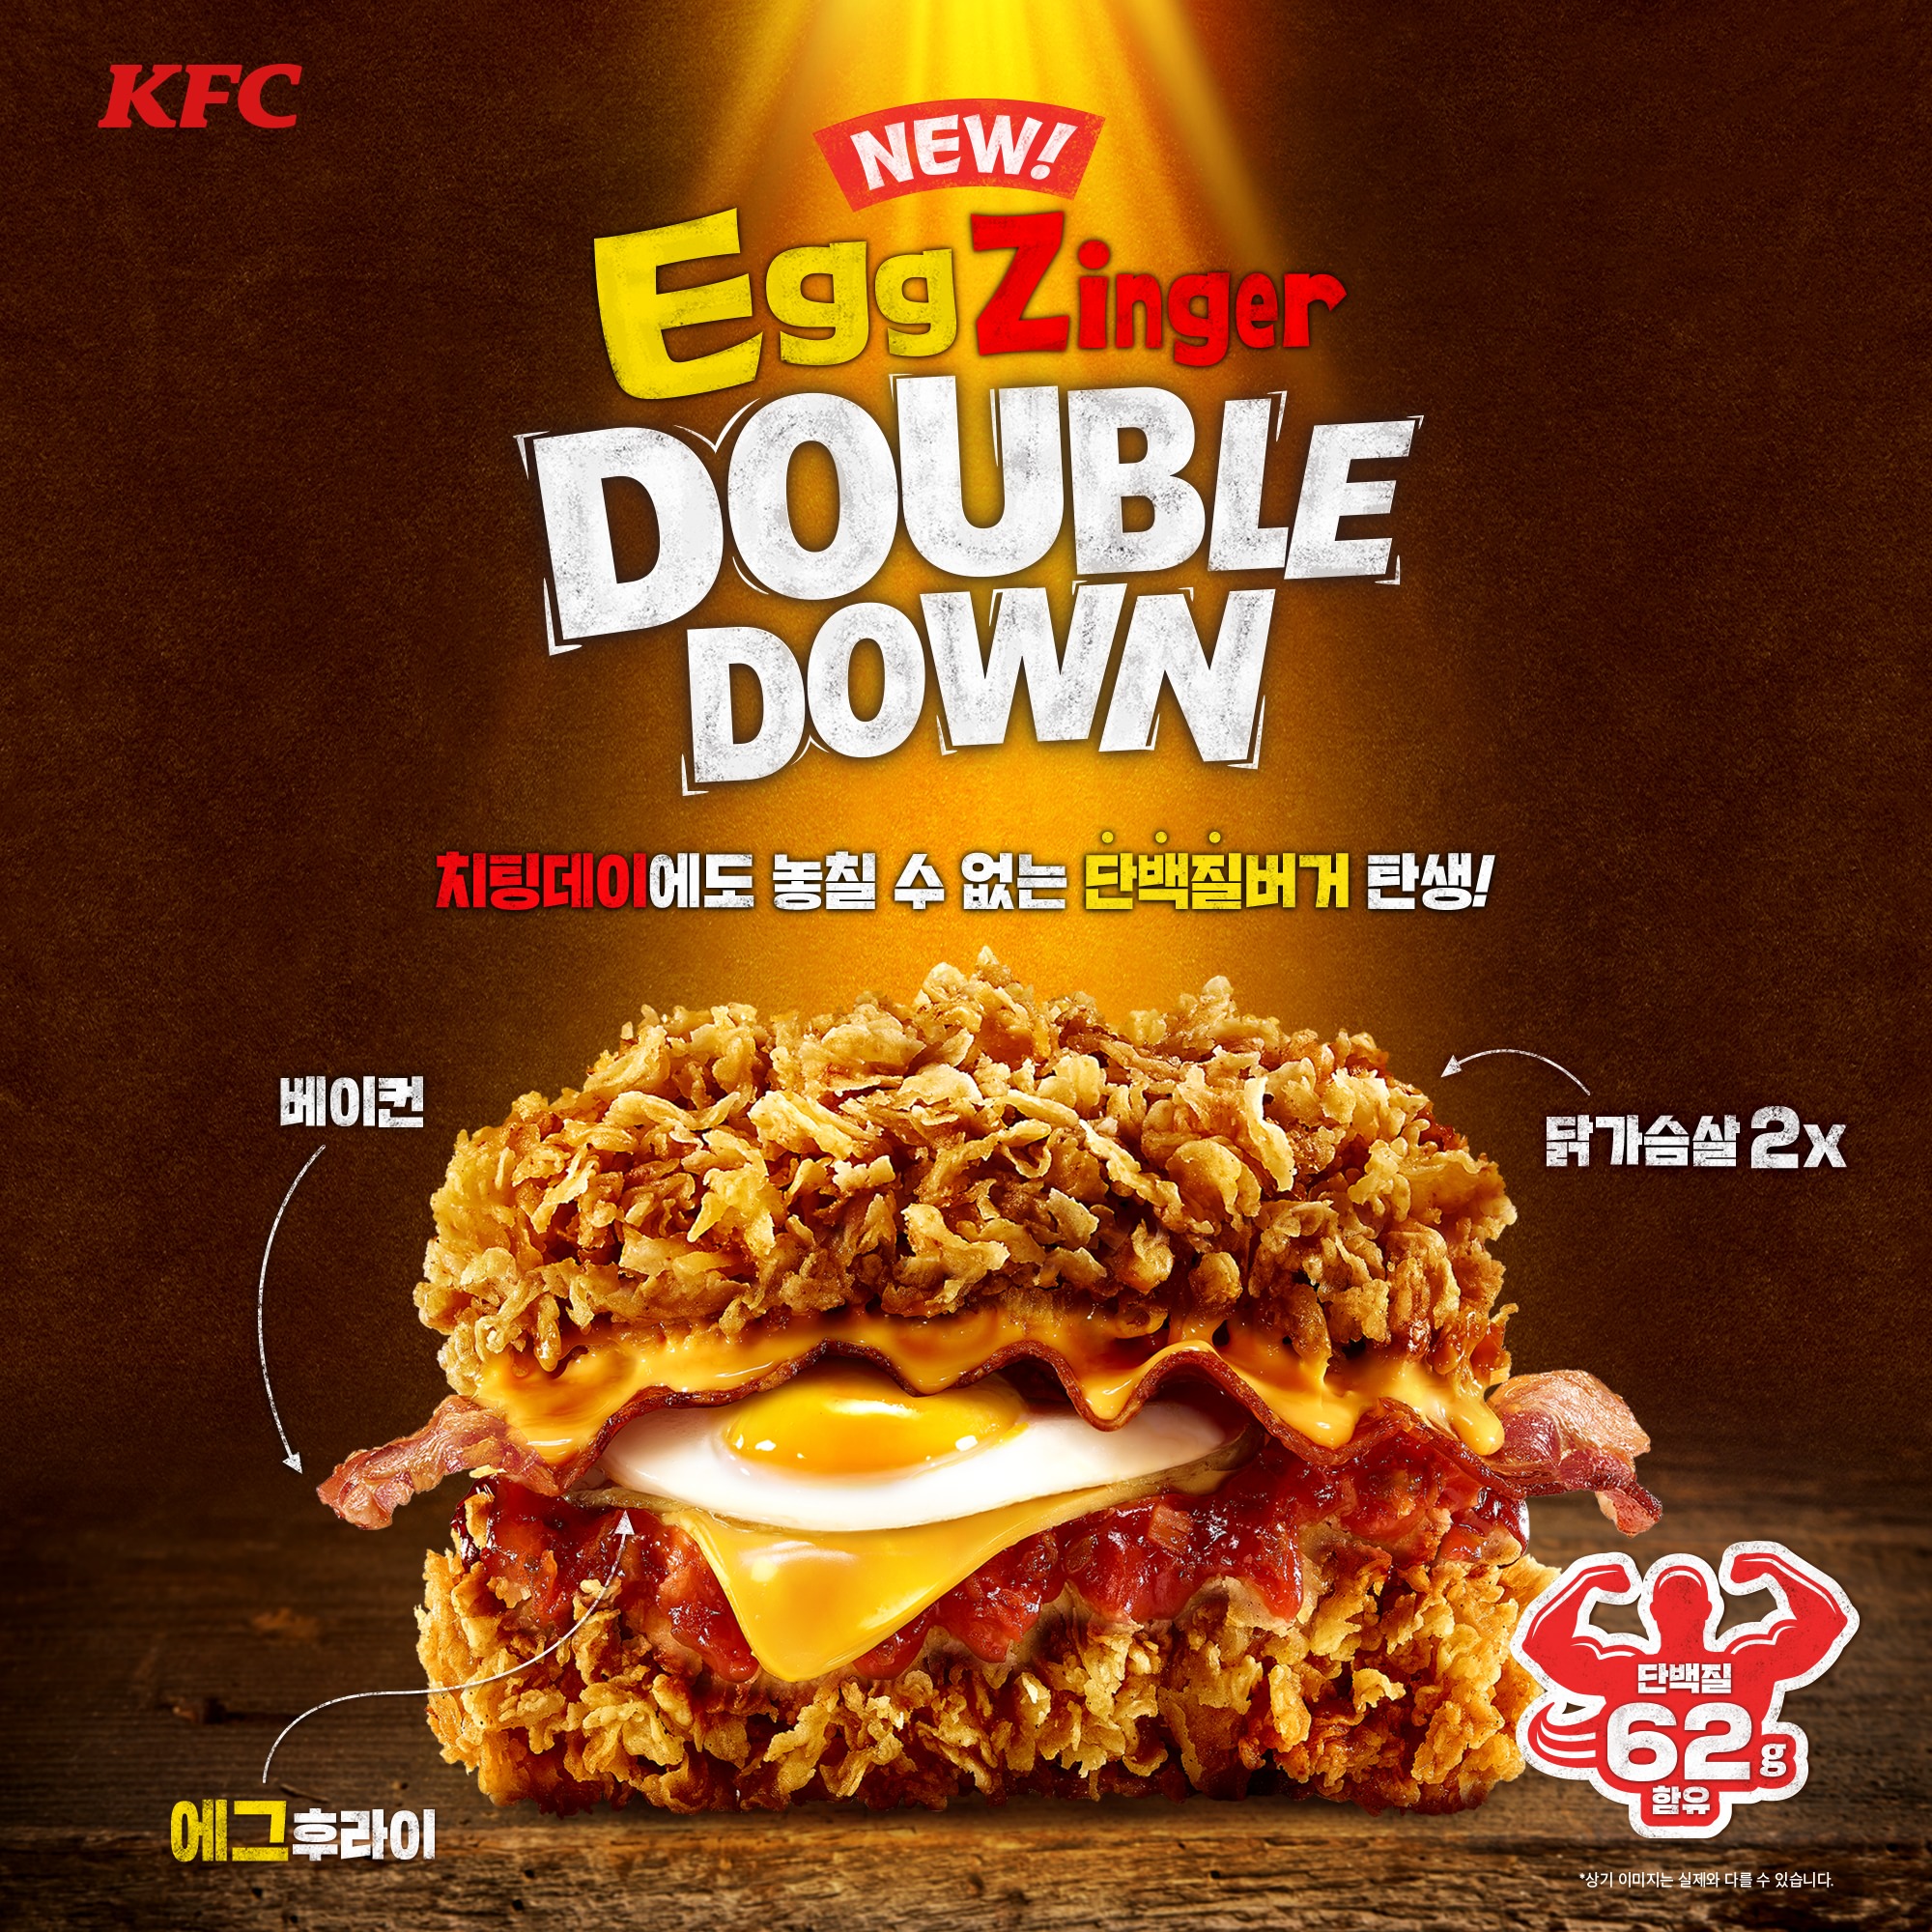 KFC
NEW!
Egg Zinger
DOUBLE
DOWN
치팅데이에도 놓칠 수 없는 단백질버거 탄생!
베이컨
닭가슴살 2x
단백질
62g
함유
에그후라이
*상기 이미지는 실제와 다를 수 있습니다.